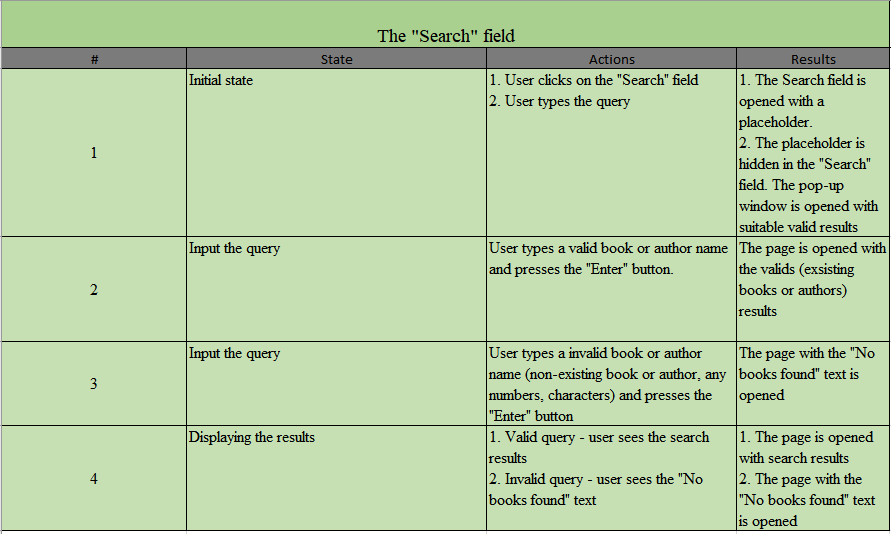 The "Search" field
# State Actions Results
1
Initial state
1. User clicks on the "Search" field
2. User types the query
1. The Search field is
opened with a
placeholder.
2. The placeholder is
hidden in the "Search"
field. The pop-up
window is opened with
suitable valid results
2
Input the query
User types a valid book or author name
and presses the "Enter" button.
The page is opened with
the valids (exsisting
books or authors)
results
3
Input the query
User types a invalid book or author
name (non-existing book or author, any
numbers, characters) and presses the
"Enter" button
The page with the "No
books found" text is
opened
4
Displaying the results
1. Valid query - user sees the search
results
2. Invalid query - user sees the "No
books found" text
1. The page is opened
with search results
2. The page with the
"No books found" text
is opened